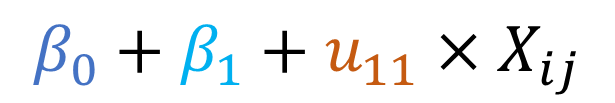 β₀ + β₁ + u₁₁ × Xᵢⱼ